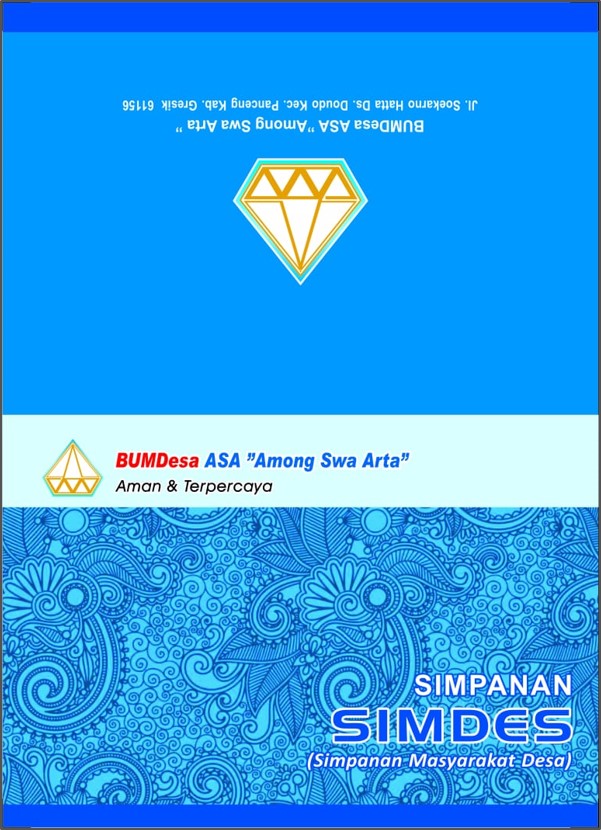 BUMDesa ASA "Among Swa Arta "
Jl. Soekarno Hatta Ds. Doudo Kec. Panceng Kab. Gresik 61156
BUMDesa ASA "Among Swa Arta"
Aman & Terpercaya
SIMPANAN
SIMDES
(Simpanan Masyarakat Desa)